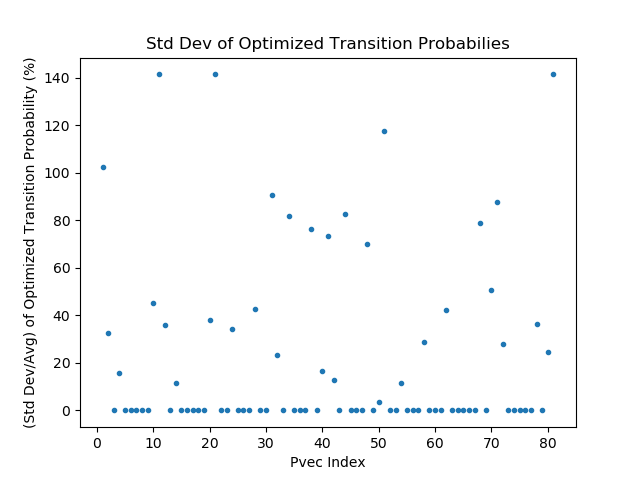 Std Dev of Optimized Transition Probabilies
(Std Dev/Avg) of Optimized Transition Probability (%)
140
120
100
80
60
40
20
0
0 10 20 30 40 50 60 70 80
Pvec Index